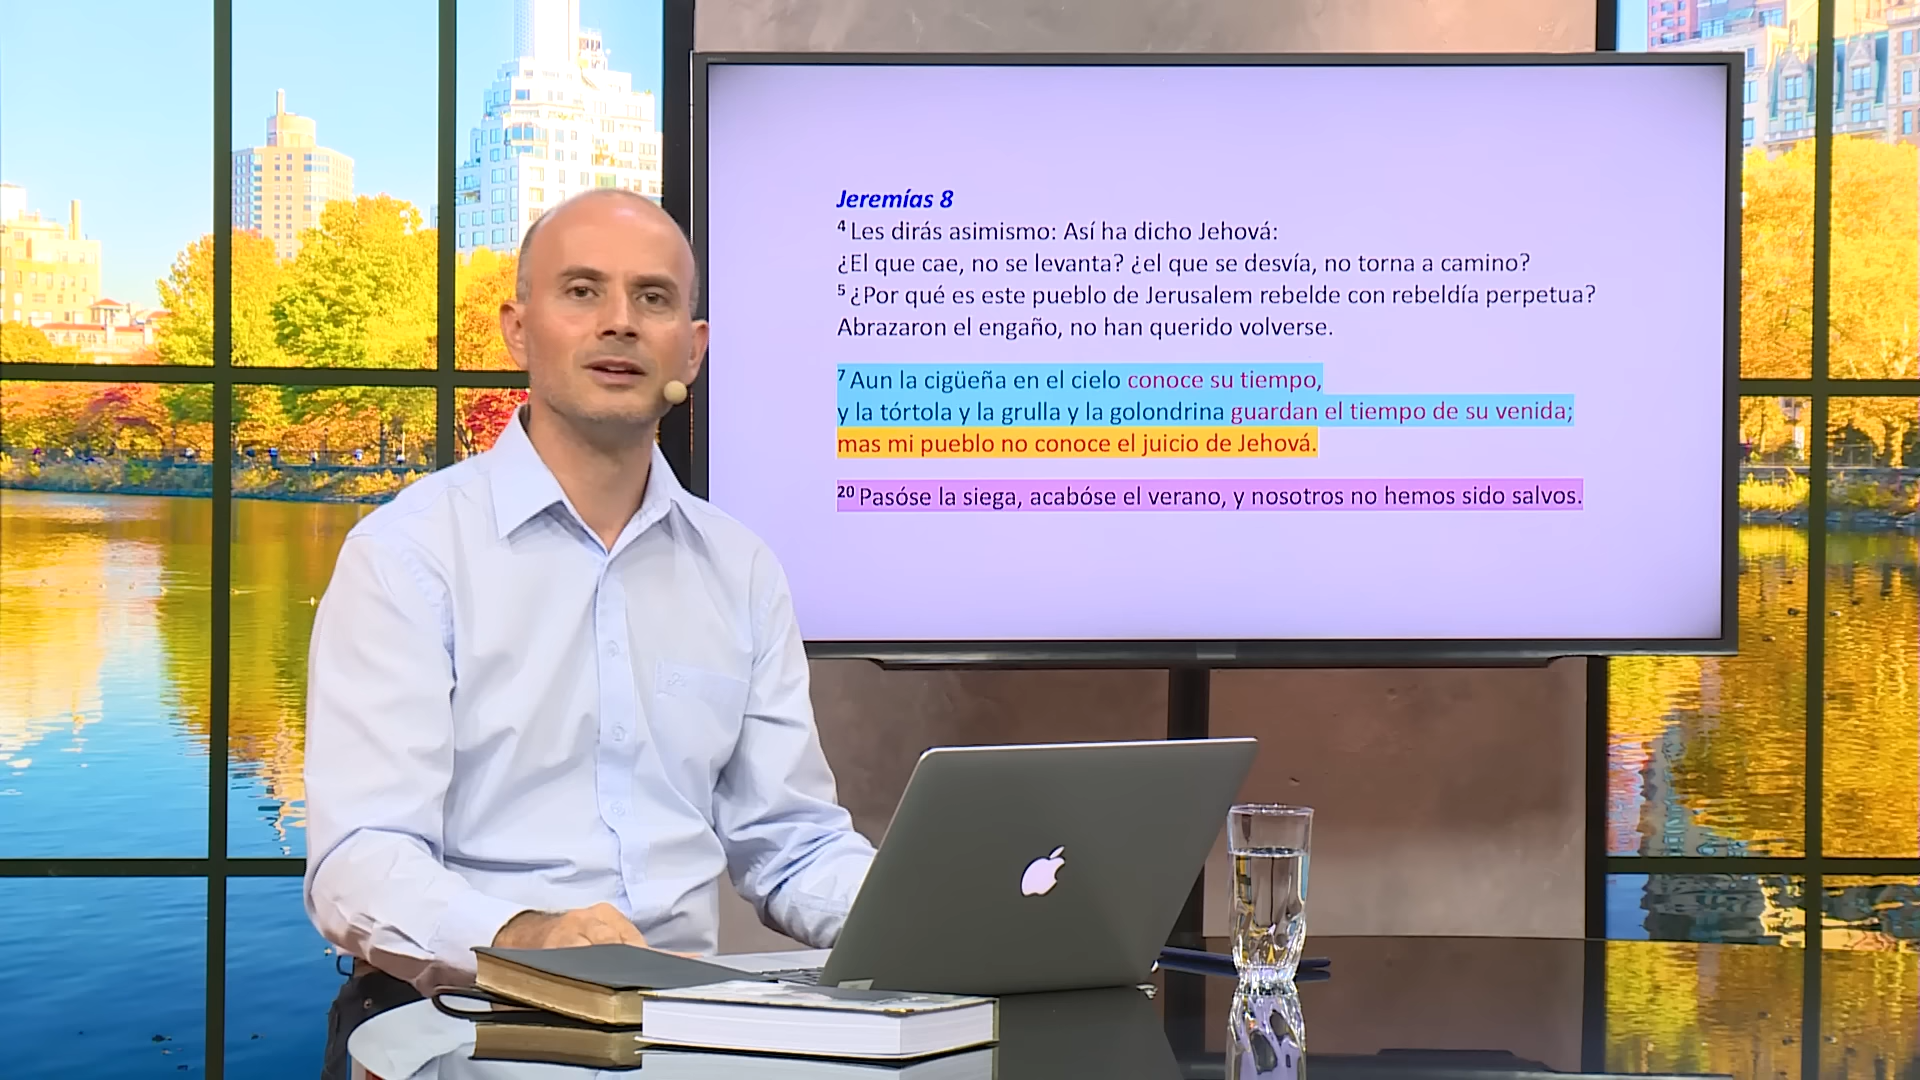 Jeremías 8
4 Les dirás asimismo: Así ha dicho Jehová:
¿El que cae, no se levanta? ¿el que se desvía, no torna a camino?
5 ¿Por qué es este pueblo de Jerusalem rebelde con rebeldía perpetua?
Abrazaron el engaño, no han querido volverse.
7 Aun la cigüeña en el cielo conoce su tiempo,
y la tórtola y la grulla y la golondrina guardan el tiempo de su venida;
mas mi pueblo no conoce el juicio de Jehová.
20 Pasóse la siega, acabóse el verano, y nosotros no hemos sido salvos.